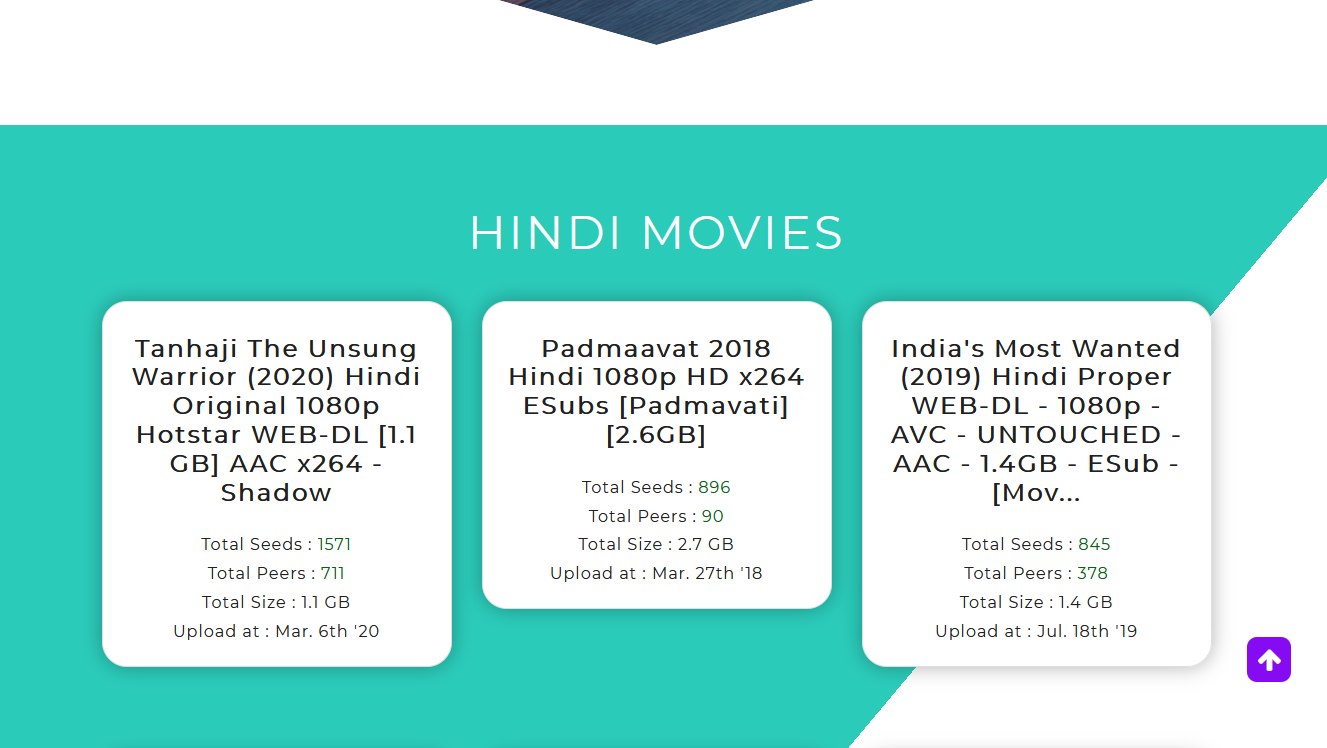 HINDI MOVIES
Tanhaji The Unsung
Warrior (2020) Hindi
Original 1080p
Hotstar WEB-DL [1.1
GB] AAC x264 -
Shadow
Total Seeds : 1571
Total Peers : 711
Total Size : 1.1 GB
Upload at : Mar. 6th '20
Padmaavat 2018
Hindi 1080p HD x264
ESubs [Padmavati]
[2.6GB]
Total Seeds : 896
Total Peers : 90
Total Size : 2.7 GB
Upload at : Mar. 27th '18
India's Most Wanted
(2019) Hindi Proper
WEB-DL - 1080p -
AVC - UNTOUCHED -
AAC - 1.4GB - ESub -
[Mov...
Total Seeds : 845
Total Peers : 378
Total Size : 1.4 GB
Upload at : Jul. 18th '19